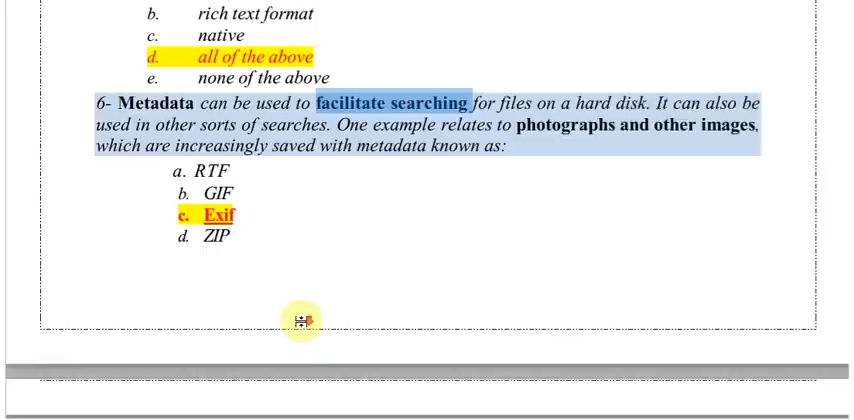 b. rich text format
c. native
d. all of the above
e. none of the above
6- Metadata can be used to facilitate searching for files on a hard disk. It can also be
used in other sorts of searches. One example relates to photographs and other images,
which are increasingly saved with metadata known as:
a. RTF
b. GIF
c. Exif
d. ZIP